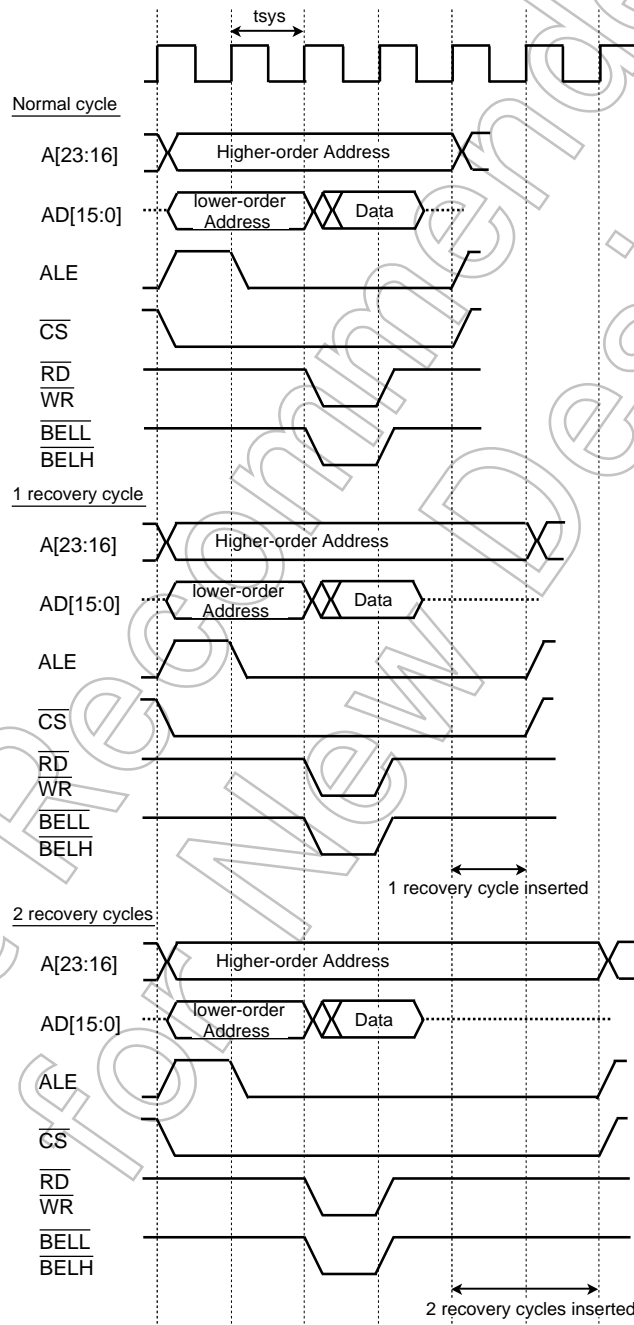 tsys
Normal cycle
A[23:16]
Higher-order Address
AD[15:0]
lower-order
Address
Data
ALE
CS
RD
WR
BELL
BELH
1 recovery cycle
A[23:16]
Higher-order Address
AD[15:0]
lower-order
Address
Data
ALE
CS
RD
WR
BELL
BELH
1 recovery cycle inserted
2 recovery cycles
A[23:16]
Higher-order Address
AD[15:0]
lower-order
Address
Data
ALE
CS
RD
WR
BELL
BELH
2 recovery cycles inserted